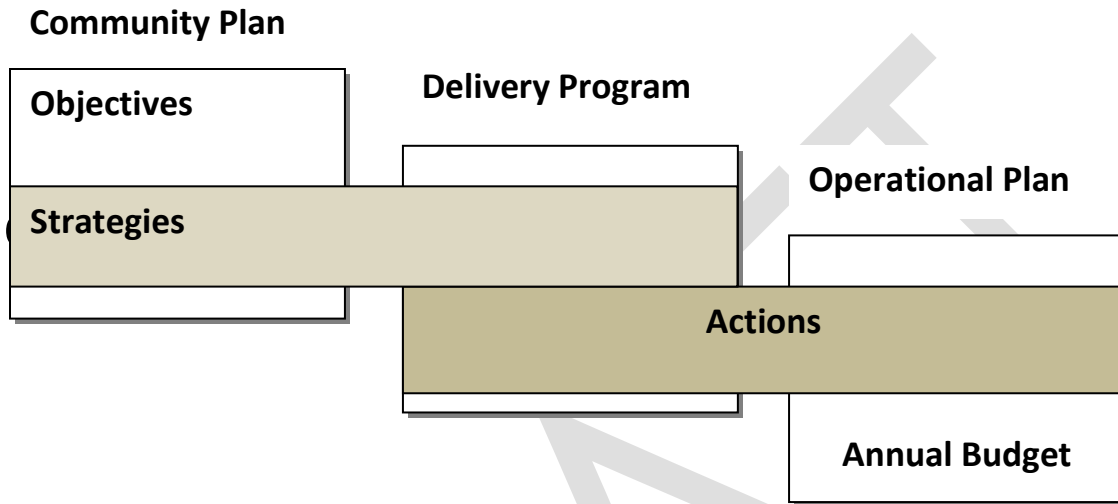 Community Plan
Objectives
Delivery Program
Operational Plan
Strategies
Actions
Annual Budget